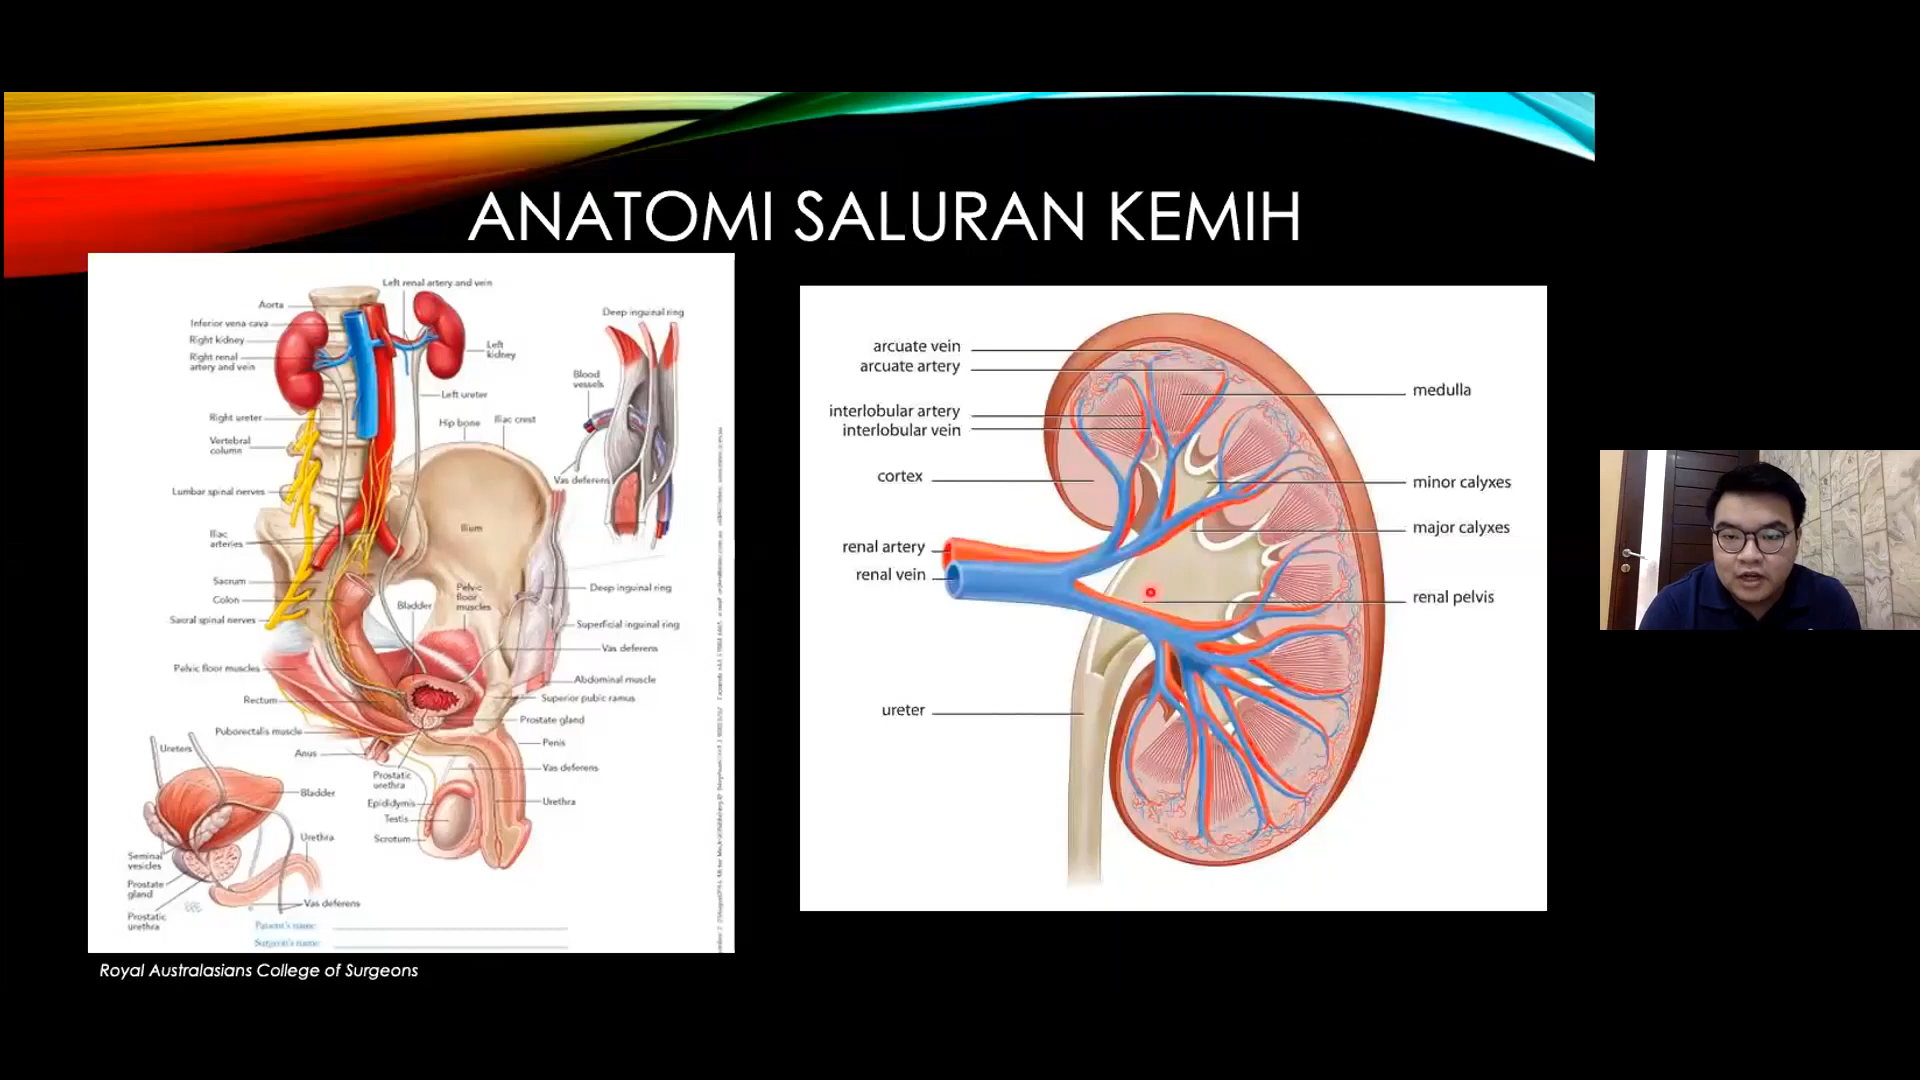 ANATOMI SALURAN KEMIH
Left renal artery and vein
Aorta
Inferior vena cava
Right kidney
Right renal
artery and vein
Left
kidney
Left ureter
Right ureter
Vertebral
column
Hip bone
Iliac crest
Lumbar spinal nerves
Ilium
Iliac
arteries
Sacrum
Colon
Sacral spinal nerves
Bladder
Pelvic
floor
muscles
Pelvic floor muscles
Rectum
Puborectalis muscle
Anus
Prostatic
urethra
Epididymis
Testis
Scrotum
Deep inguinal ring
Blood
vessels
Vas deferens
Deep inguinal ring
Superficial inguinal ring
Vas deferens
Abdominal muscle
Superior pubic ramus
Prostate gland
Penis
Vas deferens
Urethra
Ureters
Bladder
Urethra
Seminal
vesicles
Prostate
gland
Prostatic
urethra
Vas deferens
Patient's name
Surgeon's name
Royal Australasians College of Surgeons
arcuate vein
arcuate artery
interlobular artery
interlobular vein
cortex
renal artery
renal vein
ureter
medulla
minor calyxes
major calyxes
renal pelvis